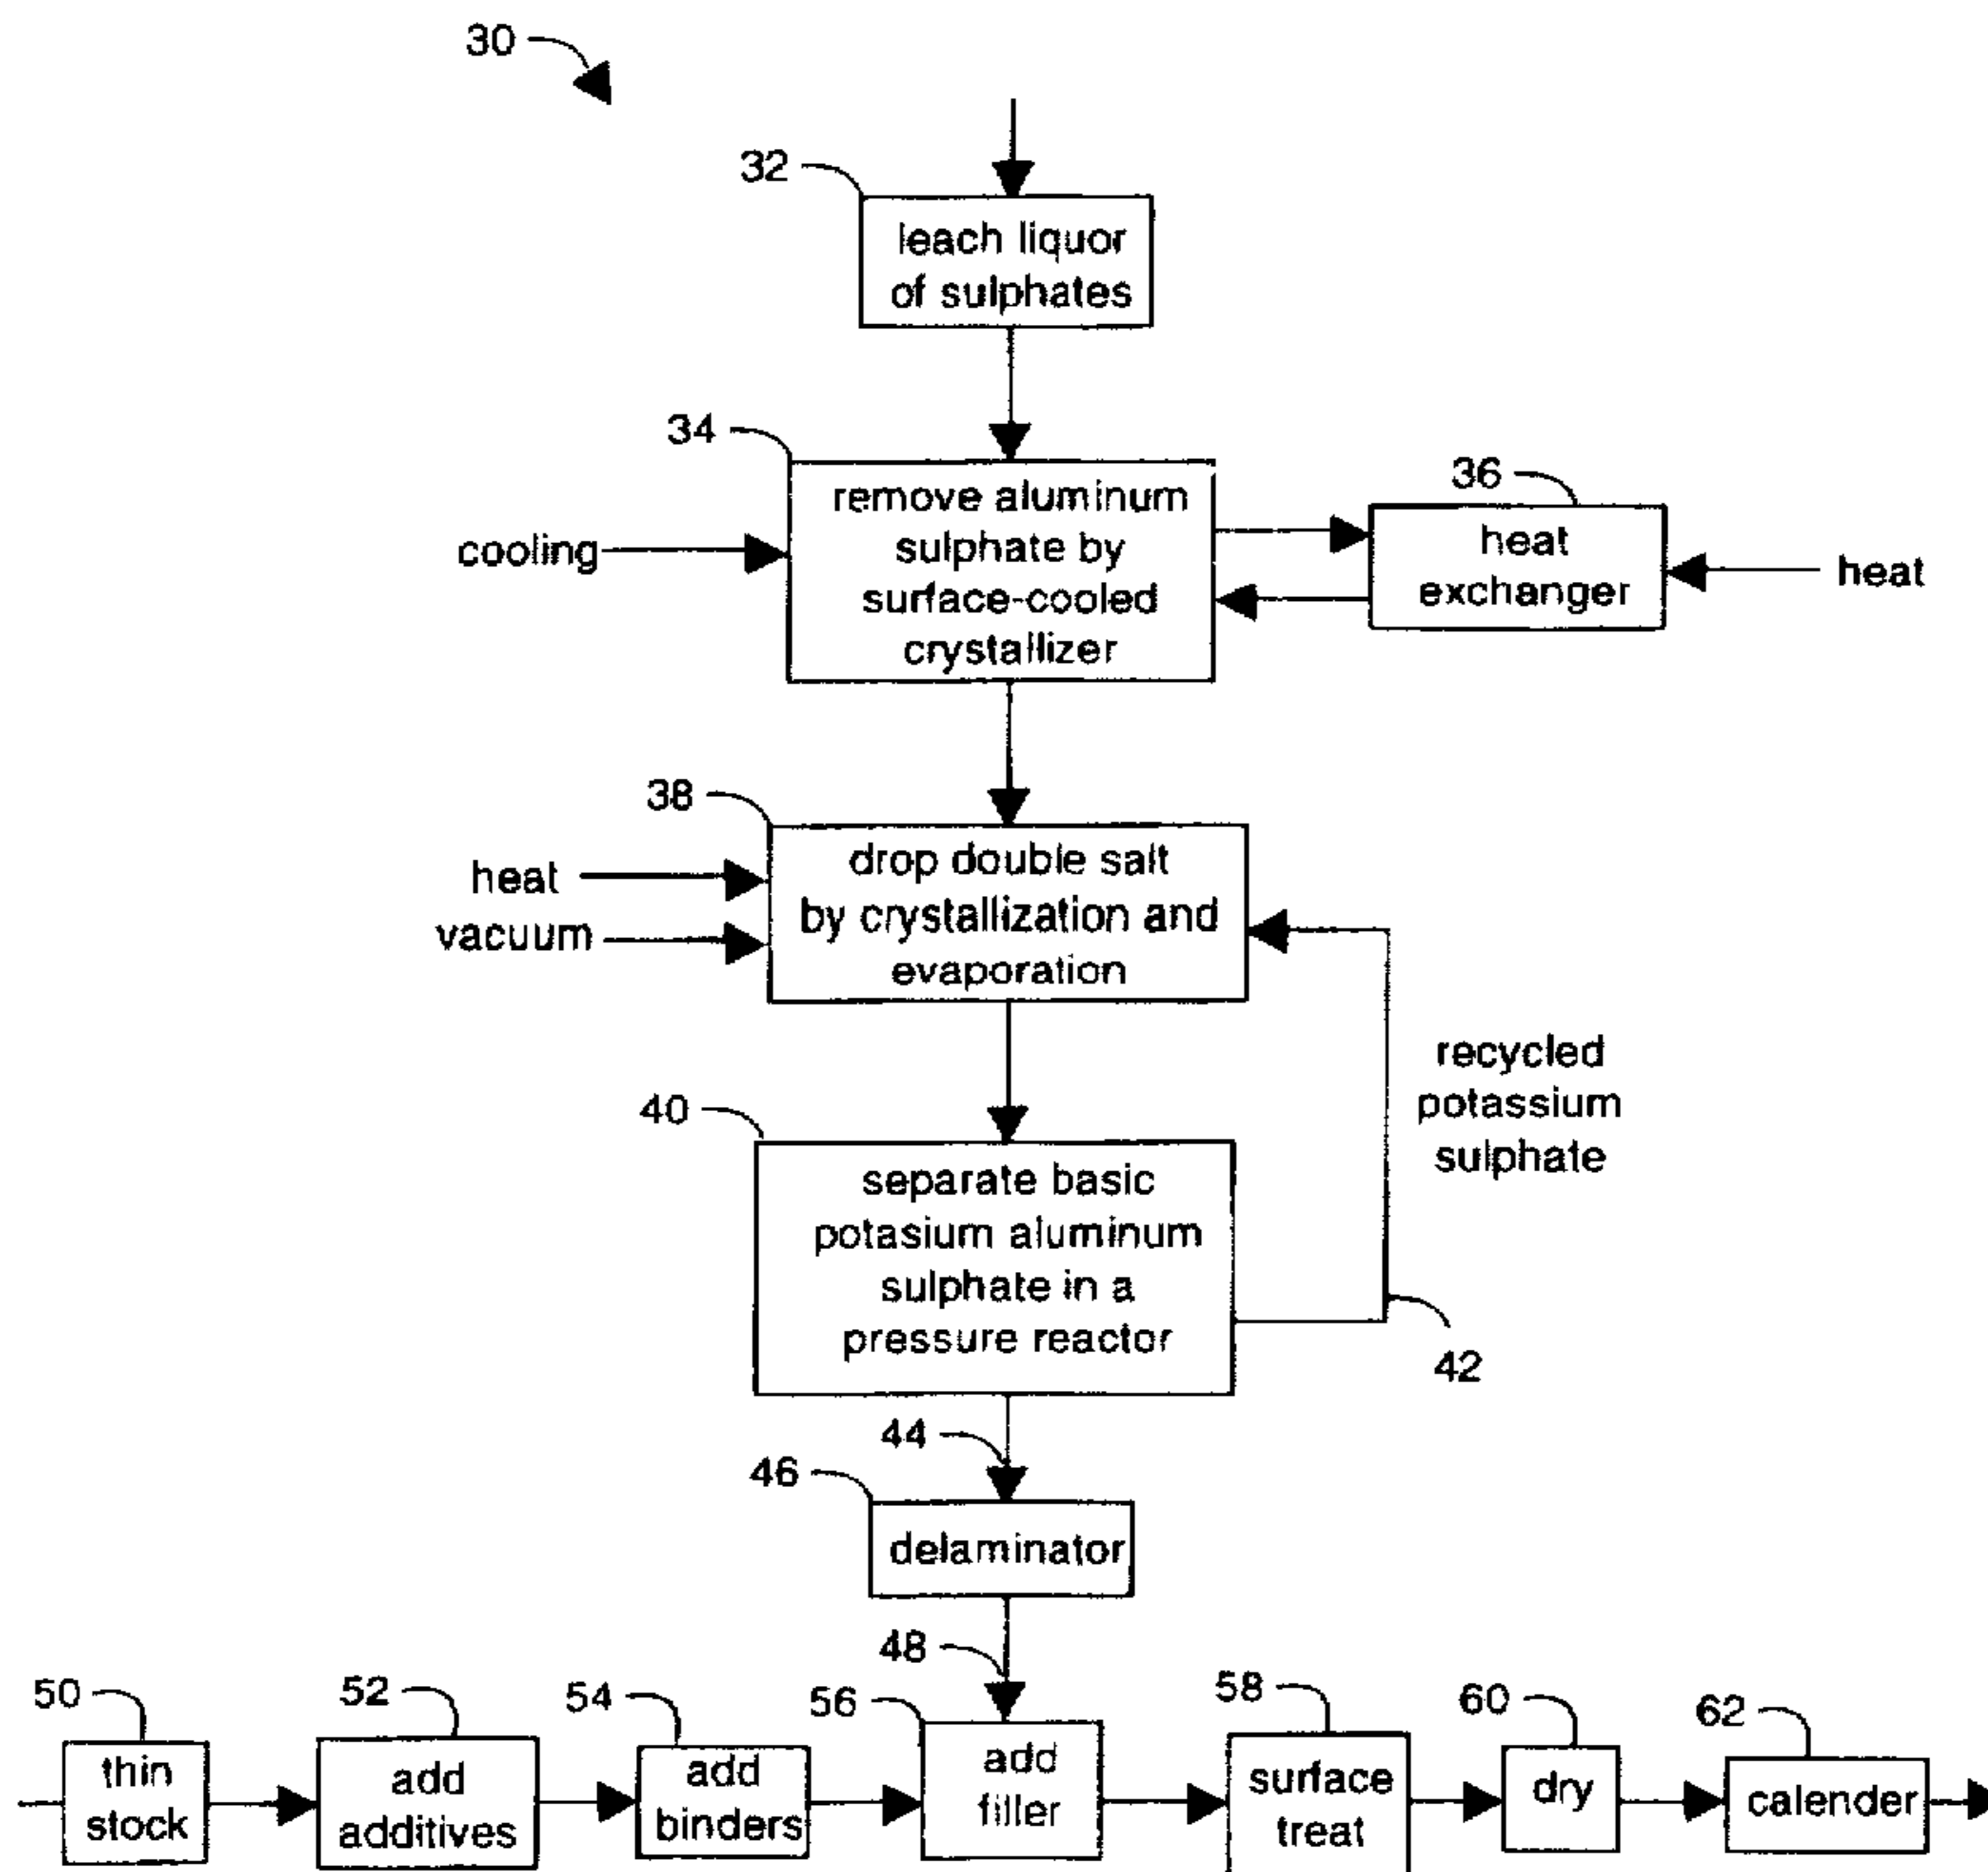 30
32
leach liquor
of sulphates
34
remove aluminum
sulphate by
surface-cooled
crystallizer
cooling
36
heat
exchanger
heat
38
drop double salt
by crystallization and
evaporation
heat
vacuum
recycled
potassium
sulphate
40
separate basic
potasium aluminum
sulphate in a
pressure reactor
42
44
46
delaminator
48
50
thin
stock
52
add
additives
54
add
binders
56
add
filler
58
surface
treat
60
dry
62
calender